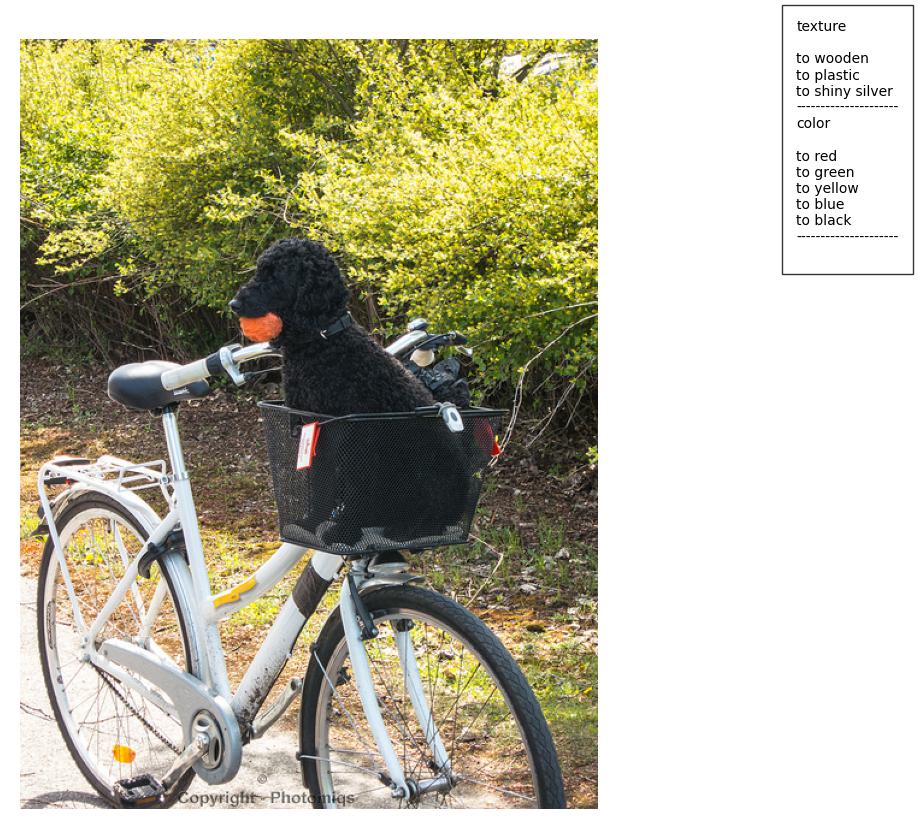 texture
to wooden
to plastic
to shiny silver
---------------------
color
to red
to green
to yellow
to blue
to black
---------------------
©
Copyright - Photomiqs